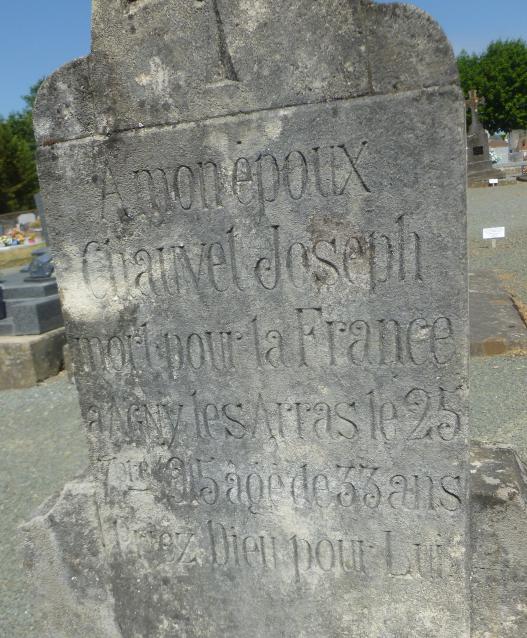 A mon époux
Chauvet Joseph
mort pour la France
a Agny les Arras le 25
7bre 915 agé de 33 ans
Priez Dieu pour Lui